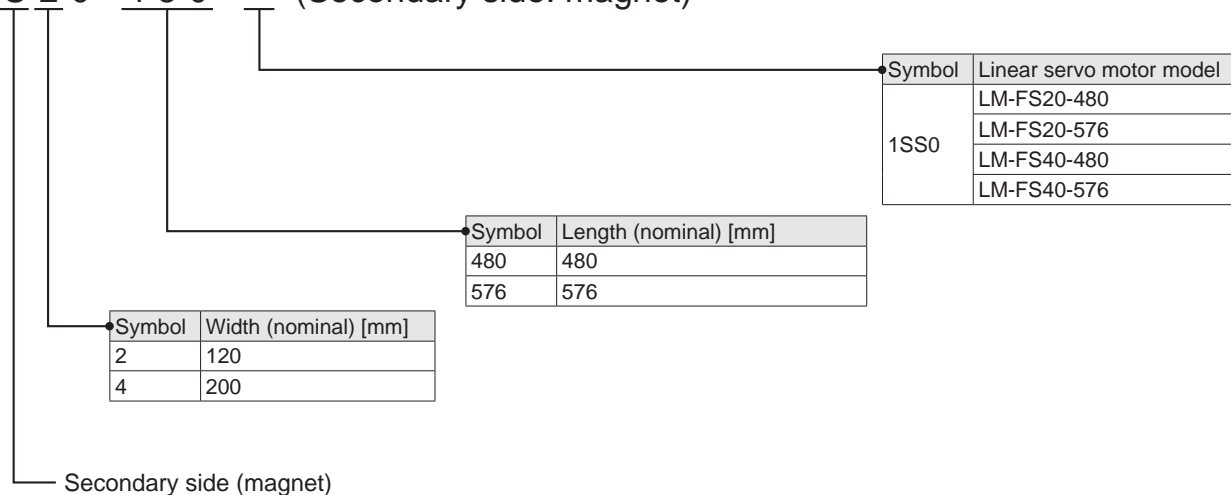 (Secondary side: magnet)
Symbol Linear servo motor model
1SS0
LM-FS20-480
LM-FS20-576
LM-FS40-480
LM-FS40-576
Symbol Length (nominal) [mm]
480 480
576 576
Symbol Width (nominal) [mm]
2 120
4 200
Secondary side (magnet)